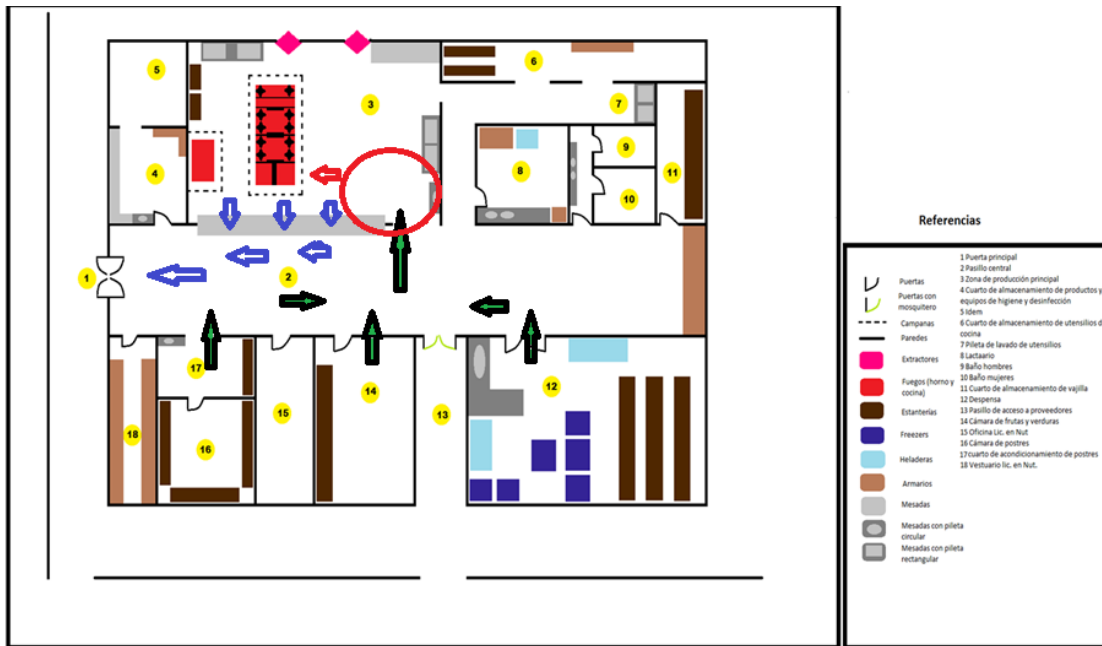 5
6
3
7
4
8
9
10
11
1
2
17
14
12
15
13
18
16
Referencias
Puertas
Puertas con
mosquitero
Campanas
Paredes
Extractores
Fuegos (horno y
cocina)
Estanterías
Freezers
Heladeras
Armarios
Mesadas
Mesadas con pileta
circular
Mesadas con pileta
rectangular
1 Puerta principal
2 Pasillo central
3 Zona de producción principal
4 Cuarto de almacenamiento de productos y
equipos de higiene y desinfección
5 Idem
6 Cuarto de almacenamiento de utensilios d
cocina
7 Pileta de lavado de utensilios
8 Lactaario
9 Baño hombres
10 Baño mujeres
11 Cuarto de almacenamiento de vajilla
12 Despensa
13 Pasillo de acceso a proveedores
14 Cámara de frutas y verduras
15 Oficina Lic. en Nut
16 Cámara de postres
17 cuarto de acondicionamiento de postres
18 Vestuario lic. en Nut.